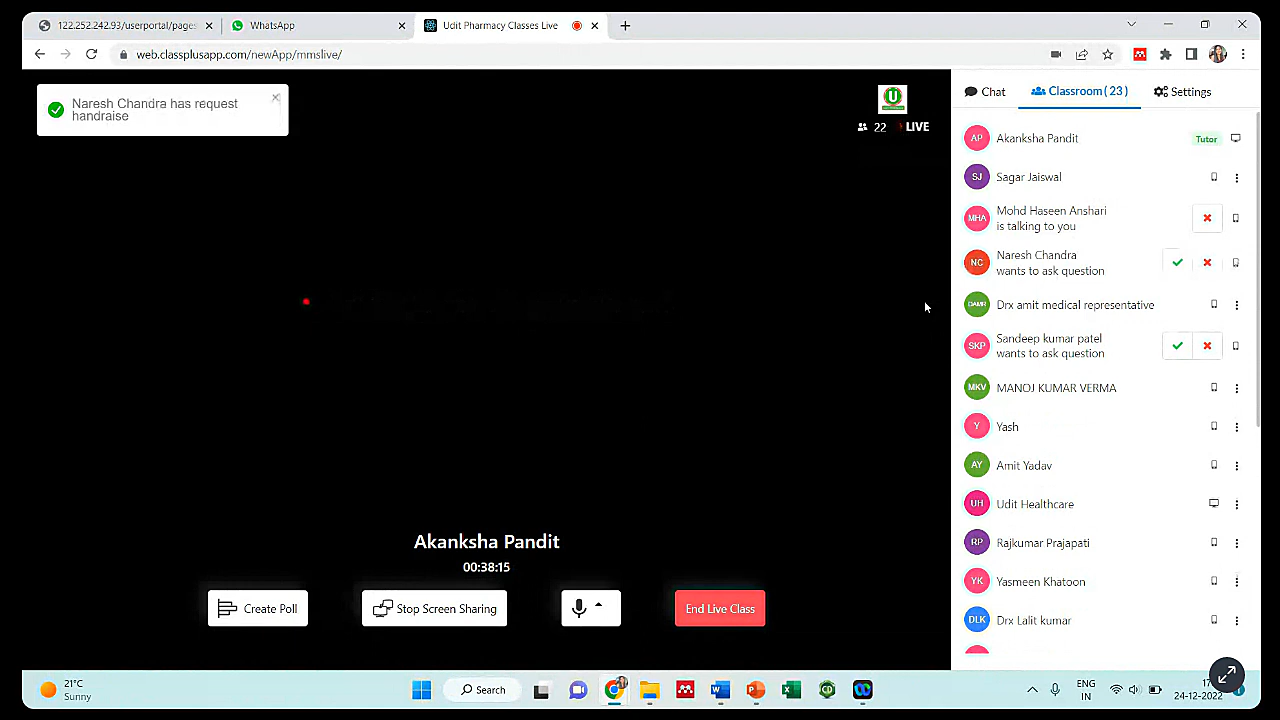 122.252.242.93/userportal/pages
WhatsApp
Udit Pharmacy Classes Live
web.classplusapp.com/newApp/mmslive/
Naresh Chandra has request
handraise
U
22
LIVE
Chat
Classroom (23)
Settings
AP Akanksha Pandit Tutor
SJ Sagar Jaiswal
MHA Mohd Haseen Anshari
is talking to you
NC Naresh Chandra
wants to ask question
DAMR Drx amit medical representative
SKP Sandeep kumar patel
wants to ask question
MKV MANOJ KUMAR VERMA
Y Yash
AY Amit Yadav
UH Udit Healthcare
RP Rajkumar Prajapati
YK Yasmeen Khatoon
DLK Drx Lalit kumar
Akanksha Pandit
00:38:15
Create Poll
Stop Screen Sharing
End Live Class
21°C
Sunny
Search
ENG
IN
24-12-2022